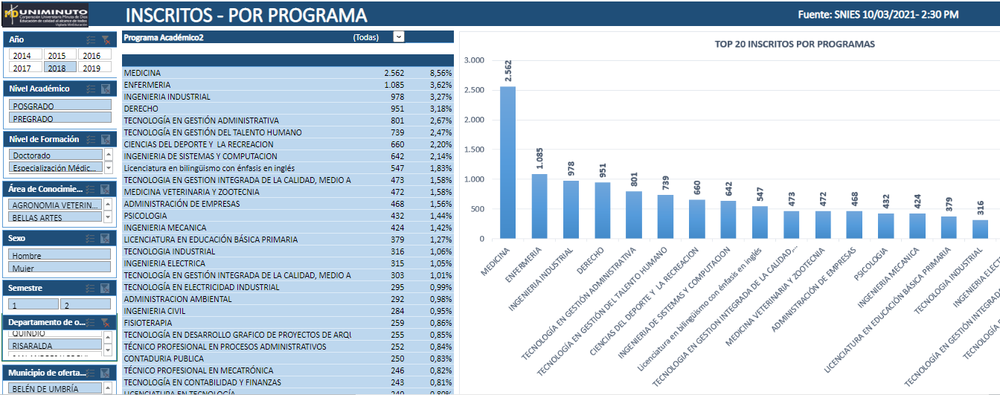 UNIMINUTO
Corporación Universitaria Minuto de Dios
Educación de calidad al alcance de todos
Vigilada MinEducación
INSCRITOS - POR PROGRAMA
Fuente: SNIES 10/03/2021- 2:30 PM
Año
2014 2015 2016
2017 2018 2019
Nivel Académico
POSGRADO
PREGRADO
Nivel de Formación
Doctorado
Especialización Médic...
Área de Conocimie...
AGRONOMIA VETERIN...
BELLAS ARTES
Sexo
Hombre
Mujer
Semestre
1 2
Departamento de o...
QUINDIO
RISARALDA
Municipio de oferta...
BELÉN DE UMBRÍA
Programa Académico2 (Todas)
MEDICINA 2.562 8,56%
ENFERMERIA 1.085 3,62%
INGENIERIA INDUSTRIAL 978 3,27%
DERECHO 951 3,18%
TECNOLOGÍA EN GESTIÓN ADMINISTRATIVA 801 2,67%
TECNOLOGÍA EN GESTIÓN DEL TALENTO HUMANO 739 2,47%
CIENCIAS DEL DEPORTE Y LA RECREACION 660 2,20%
INGENIERIA DE SISTEMAS Y COMPUTACION 642 2,14%
Licenciatura en bilingüismo con énfasis en inglés 547 1,83%
TECNOLOGIA EN GESTION INTEGRADA DE LA CALIDAD, MEDIO A 473 1,58%
MEDICINA VETERINARIA Y ZOOTECNIA 472 1,58%
ADMINISTRACIÓN DE EMPRESAS 468 1,56%
PSICOLOGIA 432 1,44%
INGENIERIA MECANICA 424 1,42%
LICENCIATURA EN EDUCACIÓN BÁSICA PRIMARIA 379 1,27%
TECNOLOGIA INDUSTRIAL 316 1,06%
INGENIERIA ELECTRICA 315 1,05%
TECNOLOGÍA EN GESTIÓN INTEGRADA DE LA CALIDAD, MEDIO A 303 1,01%
TECNOLOGÍA EN ELECTRICIDAD INDUSTRIAL 295 0,99%
ADMINISTRACION AMBIENTAL 292 0,98%
INGENIERIA CIVIL 284 0,95%
FISIOTERAPIA 259 0,86%
TECNOLOGÍA EN DESARROLLO GRAFICO DE PROYECTOS DE ARQU 255 0,85%
TÉCNICO PROFESIONAL EN PROCESOS ADMINISTRATIVOS 252 0,84%
CONTADURIA PUBLICA 250 0,83%
TÉCNICO PROFESIONAL EN MECATRÓNICA 246 0,82%
TECNOLOGÍA EN CONTABILIDAD Y FINANZAS 243 0,81%
LICENCIATURA EN TECNOLOGÍA 240 0,80%
TOP 20 INSCRITOS POR PROGRAMAS
3.000
2.500
2.000
1.500
1.000
500
0
2.562
1.085
978
951
801
739
660
642
547
473
472
468
432
424
379
316
MEDICINA
ENFERMERIA
INGENIERIA INDUSTRIAL
DERECHO
TECNOLOGÍA EN GESTIÓN ADMINISTRATIVA
TECNOLOGÍA EN GESTIÓN DEL TALENTO HUMANO
CIENCIAS DEL DEPORTE Y LA RECREACION
INGENIERIA DE SISTEMAS Y COMPUTACION
Licenciatura en bilingüismo con énfasis en inglés
TECNOLOGIA EN GESTION INTEGRADA DE LA CALIDAD,...
MEDICINA VETERINARIA Y ZOOTECNIA
ADMINISTRACIÓN DE EMPRESAS
PSICOLOGIA
INGENIERIA MECANICA
LICENCIATURA EN EDUCACIÓN BÁSICA PRIMARIA
TECNOLOGIA INDUSTRIAL
INGENIERIA ELECT
TECNOLOGÍA EN GESTIÓN INTEGRADA
TECNOLOGÍA E